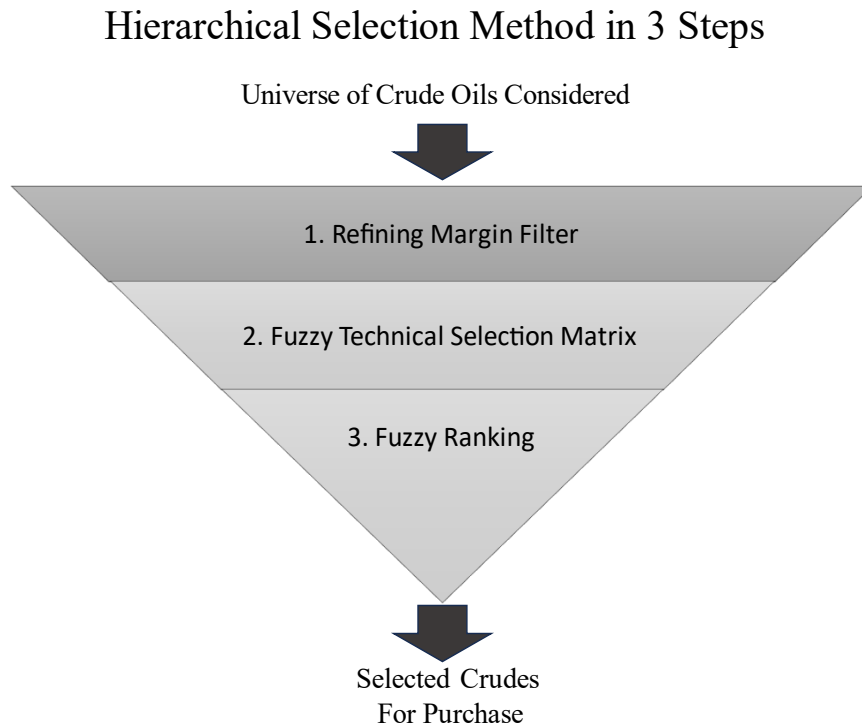 Hierarchical Selection Method in 3 Steps
Universe of Crude Oils Considered
1. Refining Margin Filter
2. Fuzzy Technical Selection Matrix
3. Fuzzy Ranking
Selected Crudes
For Purchase